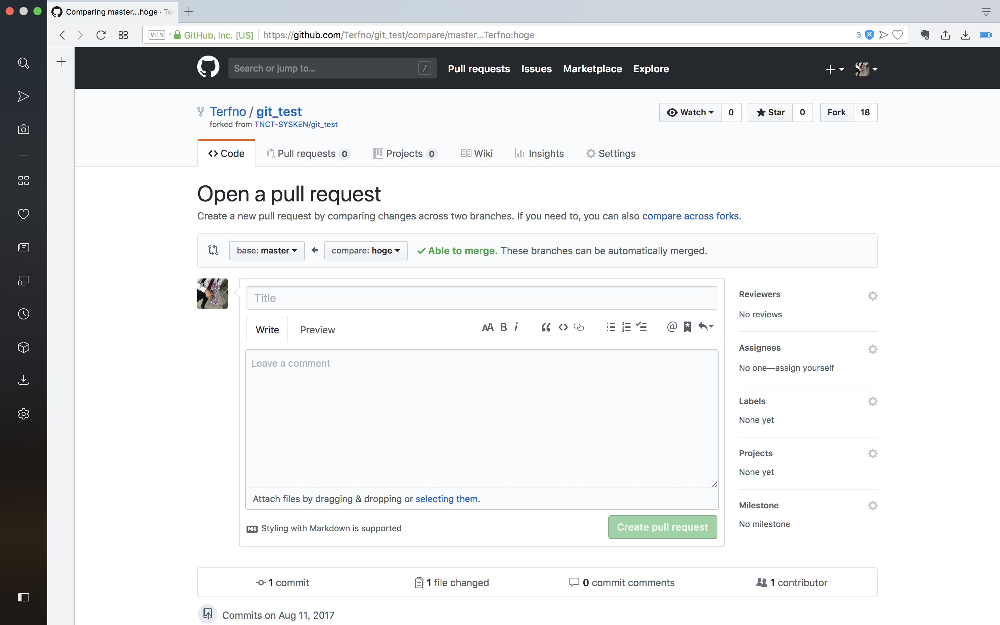 Comparing master...hoge · Te
VPN GitHub, Inc. [US] https://github.com/Terfno/git_test/compare/master...Terfno:hoge 3
Search or jump to... / Pull requests Issues Marketplace Explore
Terfno / git_test Watch 0 Star 0 Fork 18
forked from TNCT-SYSKEN/git_test
Code Pull requests 0 Projects 0 Wiki Insights Settings
Open a pull request
Create a new pull request by comparing changes across two branches. If you need to, you can also compare across forks.
base: master compare: hoge Able to merge. These branches can be automatically merged.
Title
Write Preview AA B i
Leave a comment
Attach files by dragging & dropping or selecting them.
M Styling with Markdown is supported
Create pull request
Reviewers
No reviews
Assignees
No one—assign yourself
Labels
None yet
Projects
None yet
Milestone
No milestone
1 commit 1 file changed 0 commit comments 1 contributor
Commits on Aug 11, 2017